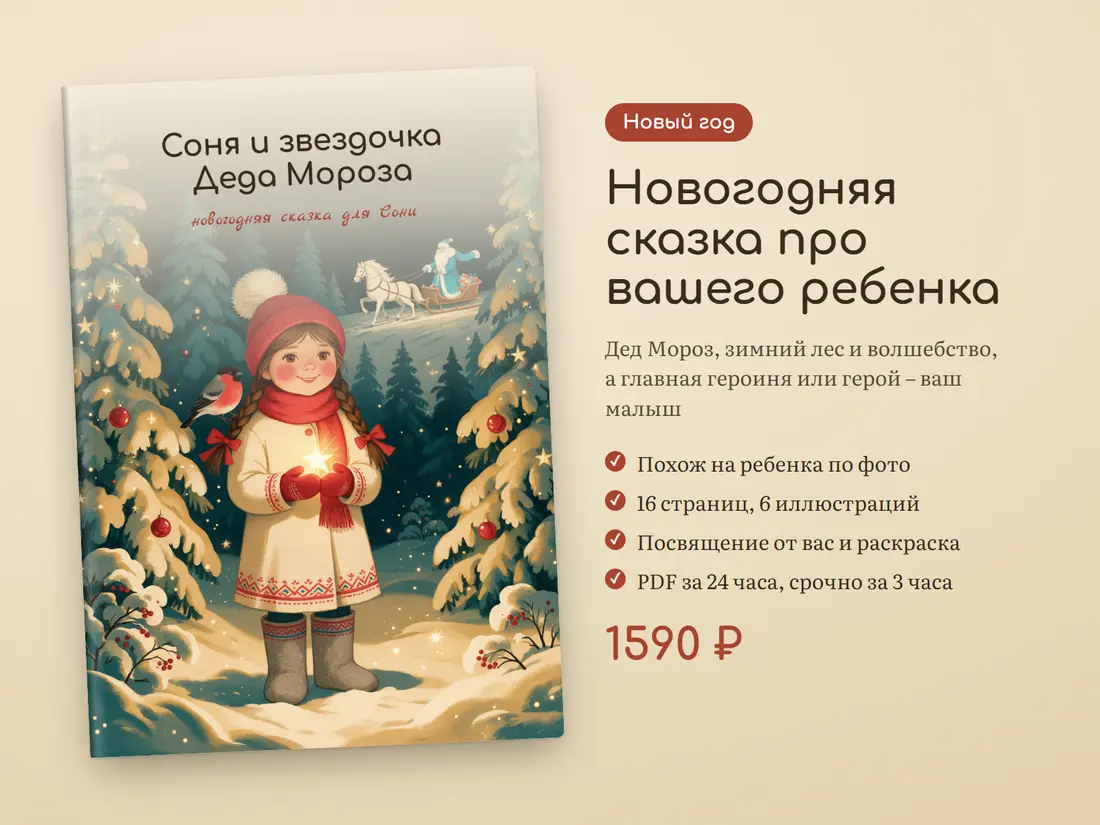 Соня и звездочка
Деда Мороза
новогодняя сказка для Сони
Новый год
Новогодняя
сказка про
вашего ребенка
Дед Мороз, зимний лес и волшебство,
а главная героиня или герой – ваш
малыш
Похож на ребенка по фото
16 страниц, 6 иллюстраций
Посвящение от вас и раскраска
PDF за 24 часа, срочно за 3 часа
1590 ₽